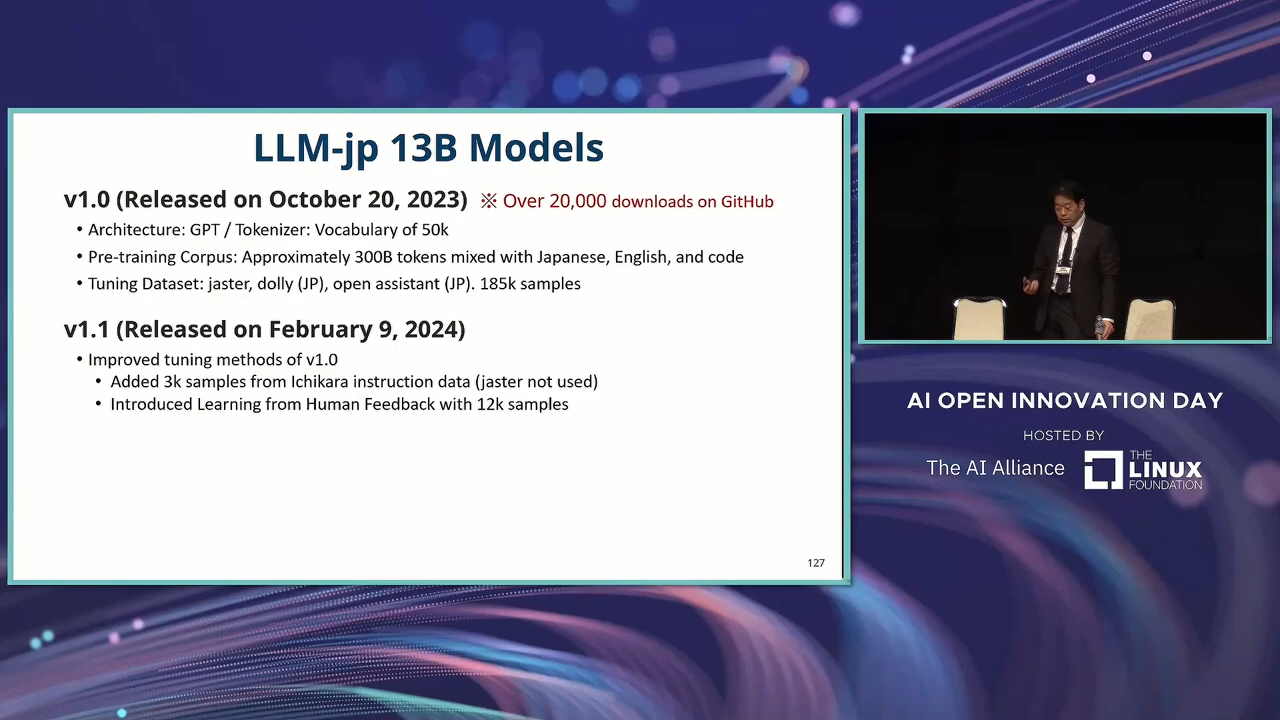 LLM-jp 13B Models
v1.0 (Released on October 20, 2023) ※ Over 20,000 downloads on GitHub
• Architecture: GPT / Tokenizer: Vocabulary of 50k
• Pre-training Corpus: Approximately 300B tokens mixed with Japanese, English, and code
• Tuning Dataset: jaster, dolly (JP), open assistant (JP). 185k samples
v1.1 (Released on February 9, 2024)
• Improved tuning methods of v1.0
• Added 3k samples from Ichikara instruction data (jaster not used)
• Introduced Learning from Human Feedback with 12k samples
127
AI OPEN INNOVATION DAY
HOSTED BY
The AI Alliance
THE
LINUX
FOUNDATION